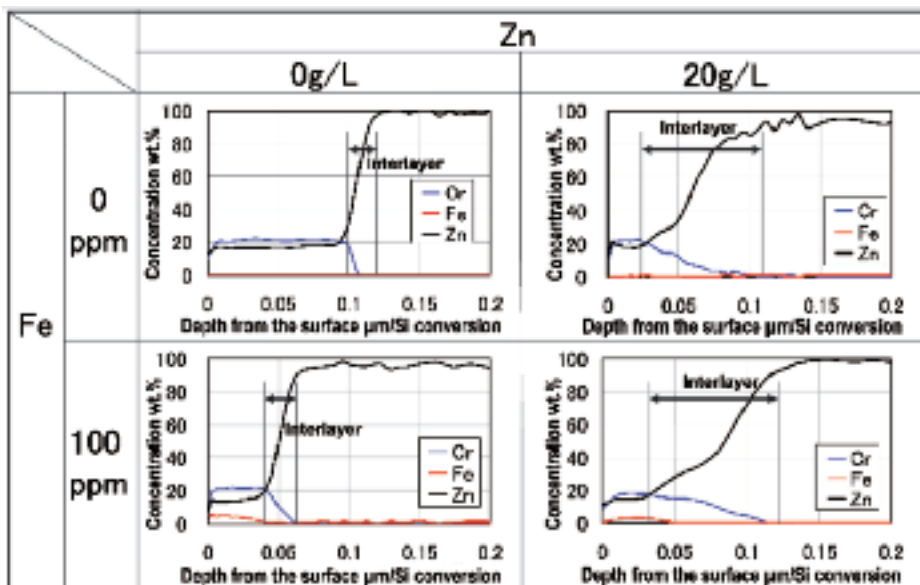 Zn
0g/L
20g/L
Fe
0
ppm
Concentration wt.%
100
80
60
40
20
0
Interlayer
Cr
Fe
Zn
0 0.05 0.1 0.15 0.2
Depth from the surface μm/Si conversion
Concentration wt.%
100
80
60
40
20
0
Interlayer
Cr
Fe
Zn
0 0.05 0.1 0.15 0.2
Depth from the surface μm/Si conversion
100
ppm
Concentration wt.%
100
80
60
40
20
0
Interlayer
Cr
Fe
Zn
0 0.06 0.1 0.15 0.2
Depth from the surface μm/Si conversion
Concentration wt.%
100
80
60
40
20
0
Interlayer
Cr
Fe
Zn
0 0.05 0.1 0.15 0.2
Depth from the surface μm/Si conversion